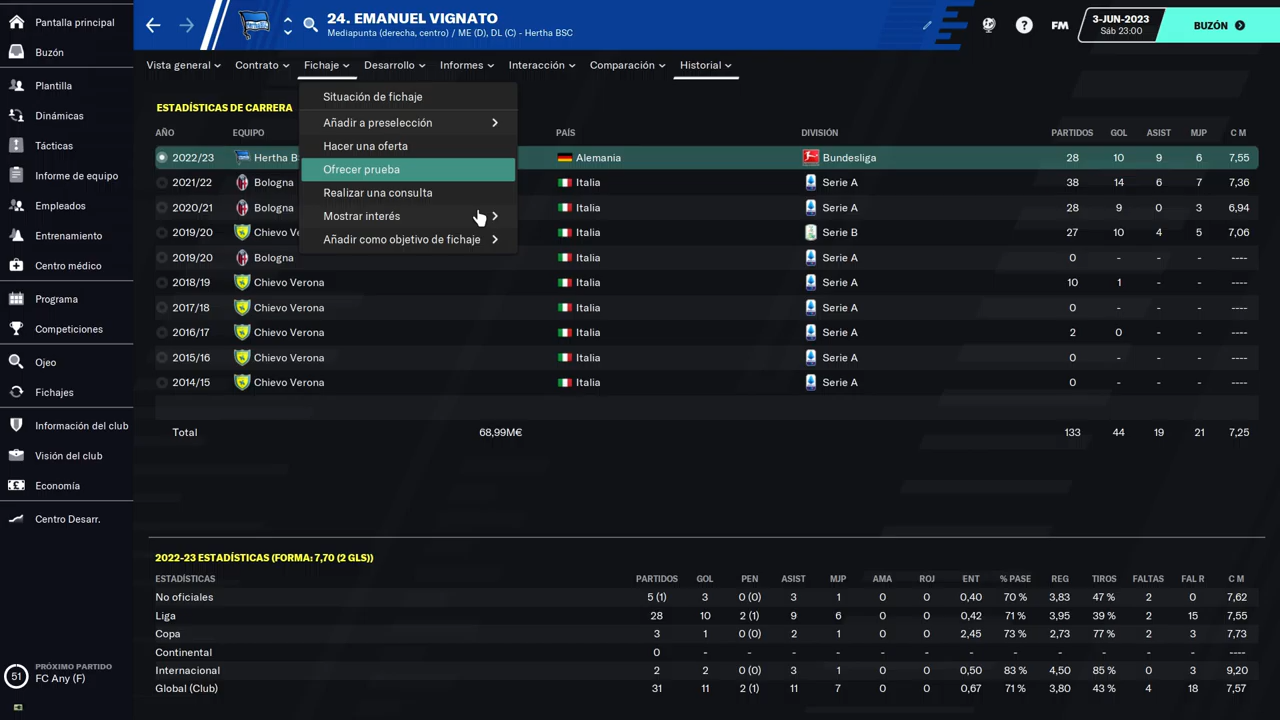 Pantalla principal
Buzón
Plantilla
Dinámicas
Tácticas
Informe de equipo
Empleados
Entrenamiento
Centro médico
Programa
Competiciones
Ojeo
Fichajes
Información del club
Visión del club
Economía
Centro Desarr.
51 PRÓXIMO PARTIDO
FC Any (F)
24. EMANUEL VIGNATO
Mediapunta (derecha, centro) / ME (D), DL (C) - Hertha BSC
? FM
3-JUN-2023
Sáb 23:00
BUZÓN
Vista general Contrato Fichaje Desarrollo Informes Interacción Comparación Historial
Situación de fichaje
Añadir a preselección
Hacer una oferta
Ofrecer prueba
Realizar una consulta
Mostrar interés
Añadir como objetivo de fichaje
ESTADÍSTICAS DE CARRERA
AÑO EQUIPO PAÍS DIVISIÓN PARTIDOS GOL ASIST MJP C M
2022/23 Hertha B Alemania Bundesliga 28 10 9 6 7,55
2021/22 Bologna Italia Serie A 38 14 6 7 7,36
2020/21 Bologna Italia Serie A 28 9 0 3 6,94
2019/20 Chievo Ve Italia Serie B 27 10 4 5 7,06
2019/20 Bologna Italia Serie A 0 - - - ----
2018/19 Chievo Verona Italia Serie A 10 1 - - ----
2017/18 Chievo Verona Italia Serie A 0 - - - ----
2016/17 Chievo Verona Italia Serie A 2 0 - - ----
2015/16 Chievo Verona Italia Serie A 0 - - - ----
2014/15 Chievo Verona Italia Serie A 0 - - - ----
Total 68,99M€ 133 44 19 21 7,25
2022-23 ESTADÍSTICAS (FORMA: 7,70 (2 GLS))
ESTADÍSTICAS PARTIDOS GOL PEN ASIST MJP AMA ROJ ENT % PASE REG TIROS FALTAS FAL R C M
No oficiales 5 (1) 3 0 (0) 3 1 0 0 0,40 70 % 3,83 47 % 2 0 7,62
Liga 28 10 2 (1) 9 6 0 0 0,42 71 % 3,95 39 % 2 15 7,55
Copa 3 1 0 (0) 2 1 0 0 2,45 73 % 2,73 77 % 2 3 7,73
Continental 0 - - - - - - - - - - - - ----
Internacional 2 2 0 (0) 3 1 0 0 0,50 83 % 4,50 85 % 0 3 9,20
Global (Club) 31 11 2 (1) 11 7 0 0 0,67 71 % 3,80 43 % 4 18 7,57